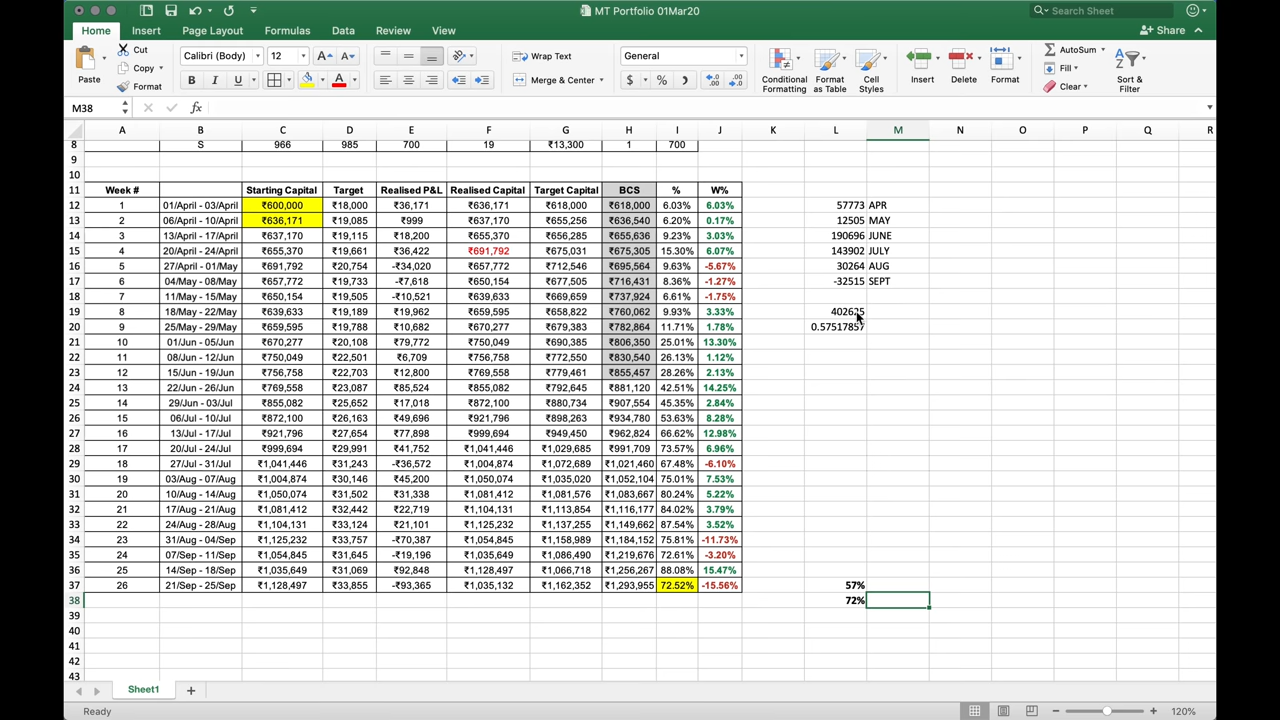 MT Portfolio 01Mar20
Search Sheet
Home Insert Page Layout Formulas Data Review View
Share
Paste
Cut
Copy
Format
Calibri (Body) 12
A A
B I U
A
Wrap Text
Merge & Center
General
$ %
Conditional Formatting
Format as Table
Cell Styles
Insert
Delete
Format
AutoSum
Fill
Clear
Sort & Filter
M38 fx
A B C D E F G H I J K L M N O P Q R
8 S 966 985 700 19 ₹13,300 1 700
9
10
11 Week # Starting Capital Target Realised P&L Realised Capital Target Capital BCS % W%
12 1 01/April - 03/April ₹600,000 ₹18,000 ₹36,171 ₹636,171 ₹618,000 ₹618,000 6.03% 6.03% 57773 APR
13 2 06/April - 10/April ₹636,171 ₹19,085 ₹999 ₹637,170 ₹655,256 ₹636,540 6.20% 0.17% 12505 MAY
14 3 13/April - 17/April ₹637,170 ₹19,115 ₹18,200 ₹655,370 ₹656,285 ₹655,636 9.23% 3.03% 190696 JUNE
15 4 20/April - 24/April ₹655,370 ₹19,661 ₹36,422 ₹691,792 ₹675,031 ₹675,305 15.30% 6.07% 143902 JULY
16 5 27/April - 01/May ₹691,792 ₹20,754 -₹34,020 ₹657,772 ₹712,546 ₹695,564 9.63% -5.67% 30264 AUG
17 6 04/May - 08/May ₹657,772 ₹19,733 -₹7,618 ₹650,154 ₹677,505 ₹716,431 8.36% -1.27% -32515 SEPT
18 7 11/May - 15/May ₹650,154 ₹19,505 -₹10,521 ₹639,633 ₹669,659 ₹737,924 6.61% -1.75%
19 8 18/May - 22/May ₹639,633 ₹19,189 ₹19,962 ₹659,595 ₹658,822 ₹760,062 9.93% 3.33% 402625
20 9 25/May - 29/May ₹659,595 ₹19,788 ₹10,682 ₹670,277 ₹679,383 ₹782,864 11.71% 1.78% 0.57517857
21 10 01/Jun - 05/Jun ₹670,277 ₹20,108 ₹79,772 ₹750,049 ₹690,385 ₹806,350 25.01% 13.30%
22 11 08/Jun - 12/Jun ₹750,049 ₹22,501 ₹6,709 ₹756,758 ₹772,550 ₹830,540 26.13% 1.12%
23 12 15/Jun - 19/Jun ₹756,758 ₹22,703 ₹12,800 ₹769,558 ₹779,461 ₹855,457 28.26% 2.13%
24 13 22/Jun - 26/Jun ₹769,558 ₹23,087 ₹85,524 ₹855,082 ₹792,645 ₹881,120 42.51% 14.25%
25 14 29/Jun - 03/Jul ₹855,082 ₹25,652 ₹17,018 ₹872,100 ₹880,734 ₹907,554 45.35% 2.84%
26 15 06/Jul - 10/Jul ₹872,100 ₹26,163 ₹49,696 ₹921,796 ₹898,263 ₹934,780 53.63% 8.28%
27 16 13/Jul - 17/Jul ₹921,796 ₹27,654 ₹77,898 ₹999,694 ₹949,450 ₹962,824 66.62% 12.98%
28 17 20/Jul - 24/Jul ₹999,694 ₹29,991 ₹41,752 ₹1,041,446 ₹1,029,685 ₹991,709 73.57% 6.96%
29 18 27/Jul - 31/Jul ₹1,041,446 ₹31,243 -₹36,572 ₹1,004,874 ₹1,072,689 ₹1,021,460 67.48% -6.10%
30 19 03/Aug - 07/Aug ₹1,004,874 ₹30,146 ₹45,200 ₹1,050,074 ₹1,035,020 ₹1,052,104 75.01% 7.53%
31 20 10/Aug - 14/Aug ₹1,050,074 ₹31,502 ₹31,338 ₹1,081,412 ₹1,081,576 ₹1,083,667 80.24% 5.22%
32 21 17/Aug - 21/Aug ₹1,081,412 ₹32,442 ₹22,719 ₹1,104,131 ₹1,113,854 ₹1,116,177 84.02% 3.79%
33 22 24/Aug - 28/Aug ₹1,104,131 ₹33,124 ₹21,101 ₹1,125,232 ₹1,137,255 ₹1,149,662 87.54% 3.52%
34 23 31/Aug - 04/Sep ₹1,125,232 ₹33,757 -₹70,387 ₹1,054,845 ₹1,158,989 ₹1,184,152 75.81% -11.73%
35 24 07/Sep - 11/Sep ₹1,054,845 ₹31,645 -₹19,196 ₹1,035,649 ₹1,086,490 ₹1,219,676 72.61% -3.20%
36 25 14/Sep - 18/Sep ₹1,035,649 ₹31,069 ₹92,848 ₹1,128,497 ₹1,066,718 ₹1,256,267 88.08% 15.47%
37 26 21/Sep - 25/Sep ₹1,128,497 ₹33,855 -₹93,365 ₹1,035,132 ₹1,162,352 ₹1,293,955 72.52% -15.56% 57%
38 72%
39
40
41
42
43
Sheet1
Ready 120%